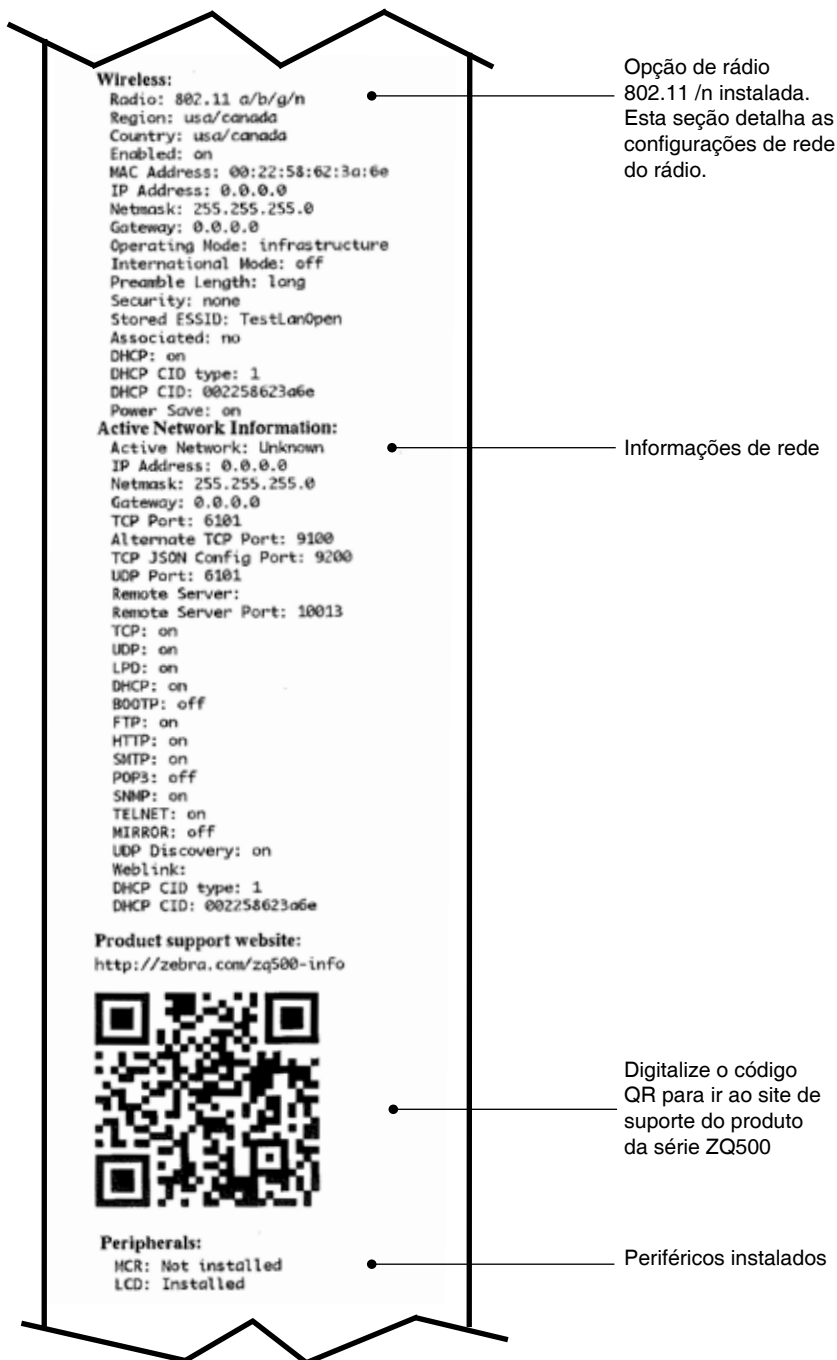 Wireless:
Radio: 802.11 a/b/g/n
Region: usa/canada
Country: usa/canada
Enabled: on
MAC Address: 00:22:58:62:3a:6e
IP Address: 0.0.0.0
Netmask: 255.255.255.0
Gateway: 0.0.0.0
Operating Mode: infrastructure
International Mode: off
Preamble Length: long
Security: none
Stored ESSID: TestLanOpen
Associated: no
DHCP: on
DHCP CID type: 1
DHCP CID: 002258623a6e
Power Save: on
Opção de rádio
802.11 /n instalada.
Esta seção detalha as
configurações de rede
do rádio.
Active Network Information:
Active Network: Unknown
IP Address: 0.0.0.0
Netmask: 255.255.255.0
Gateway: 0.0.0.0
TCP Port: 6101
Alternate TCP Port: 9100
TCP JSON Config Port: 9200
UDP Port: 6101
Remote Server:
Remote Server Port: 10013
TCP: on
UDP: on
LPD: on
DHCP: on
BOOTP: off
FTP: on
HTTP: on
SMTP: on
POP3: off
SNMP: on
TELNET: on
MIRROR: off
UDP Discovery: on
Weblink:
DHCP CID type: 1
DHCP CID: 002258623a6e
Informações de rede
Product support website:
http://zebra.com/zq500-info
Digitalize o código
QR para ir ao site de
suporte do produto
da série ZQ500
Peripherals:
MCR: Not installed
LCD: Installed
Periféricos instalados